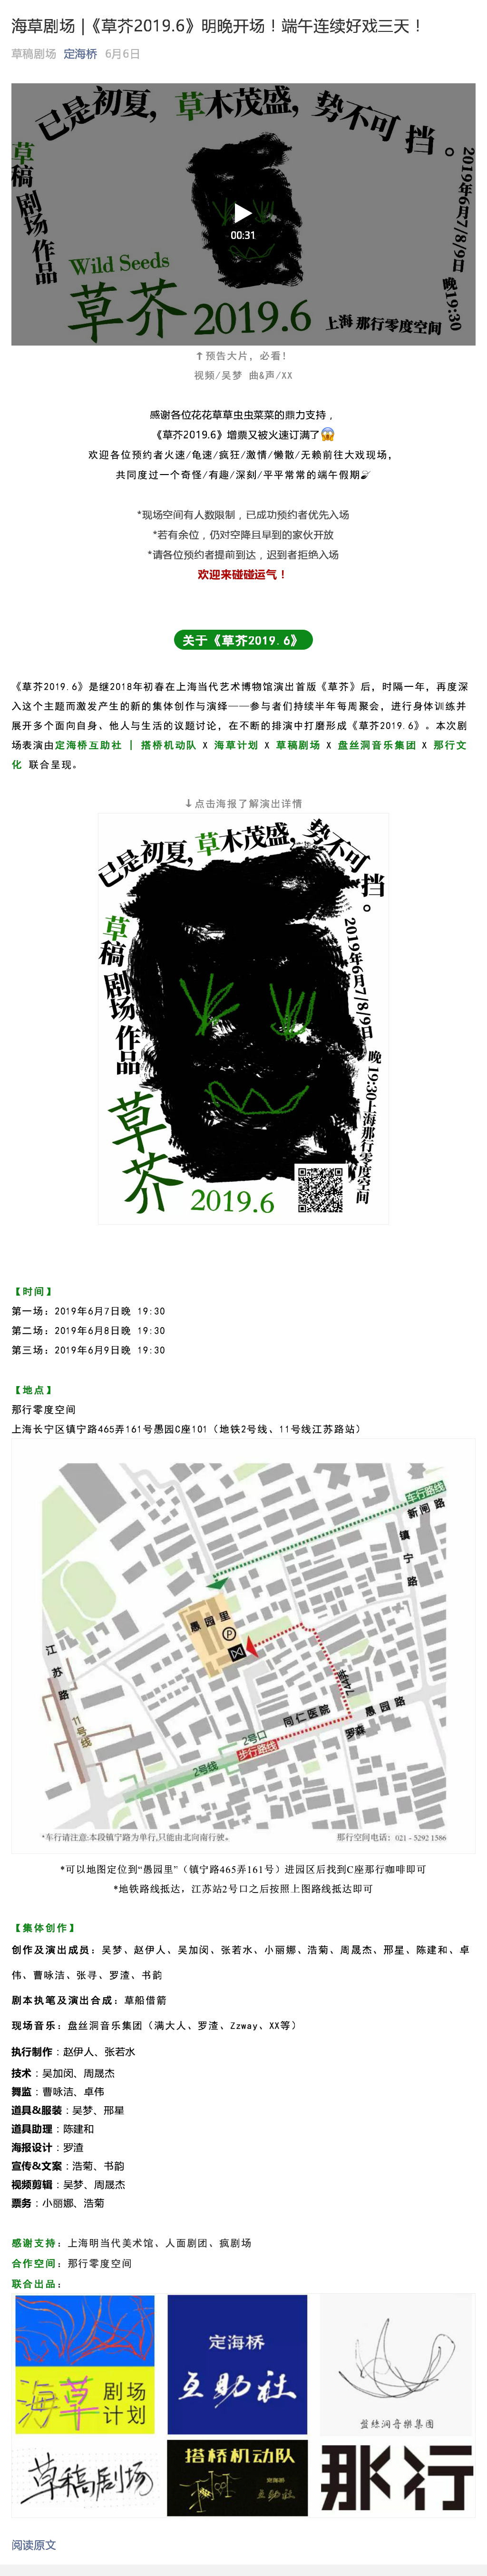 海草剧场 |《草芥2019.6》明晚开场！端午连续好戏三天！
草稿剧场 定海桥 6月6日
已是初夏，草木茂盛，势不可挡。
草稿剧场作品
2019年6月7/8/9日 晚19:30
00:31
Wild Seeds
草芥2019.6
上海 那行零度空间
↑预告大片，必看！
视频/吴梦 曲&声/XX
感谢各位花花草草虫虫菜菜的鼎力支持，
《草芥2019.6》增票又被火速订满了😱
欢迎各位预约者火速/龟速/疯狂/激情/懒散/无赖前往大戏现场，
共同度过一个奇怪/有趣/深刻/平平常常的端午假期🍃
*现场空间有人数限制，已成功预约者优先入场
*若有余位，仍对空降且早到的家伙开放
*请各位预约者提前到达，迟到者拒绝入场
欢迎来碰碰运气！
关于《草芥2019.6》
《草芥2019.6》是继2018年初春在上海当代艺术博物馆演出首版《草芥》后，时隔一年，再度深
入这个主题而激发产生的新的集体创作与演绎——参与者们持续半年每周聚会，进行身体训练并
展开多个面向自身、他人与生活的议题讨论，在不断的排演中打磨形成《草芥2019.6》。本次剧
场表演由定海桥互助社 | 搭桥机动队 X 海草计划 X 草稿剧场 X 盘丝洞音乐集团 X 那行文
化 联合呈现。
↓点击海报了解演出详情
已是初夏，草木茂盛，势不可挡。
草稿剧场作品
2019年6月7/8/9日 晚19:30上海那行零度空间
草芥
2019.6
【时间】
第一场：2019年6月7日晚 19:30
第二场：2019年6月8日晚 19:30
第三场：2019年6月9日晚 19:30
【地点】
那行零度空间
上海长宁区镇宁路465弄161号愚园C座101（地铁2号线、11号线江苏路站）
车行路线
新闸路
镇宁路
愚园里
P
江苏路
11号线
同仁医院
愚园路
罗森
2号口
步行路线
2号线
*车行请注意:本段镇宁路为单行,只能由北向南行驶。
那行空间电话：021 - 5292 1586
*可以地图定位到“愚园里”（镇宁路465弄161号）进园区后找到C座那行咖啡即可
*地铁路线抵达，江苏站2号口之后按照上图路线抵达即可
【集体创作】
创作及演出成员：吴梦、赵伊人、吴加闵、张若水、小丽娜、浩菊、周晟杰、邢星、陈建和、卓
伟、曹咏洁、张寻、罗渣、书韵
剧本执笔及演出合成：草船借箭
现场音乐：盘丝洞音乐集团（满大人、罗渣、Zzway、XX等）
执行制作：赵伊人、张若水
技术：吴加闵、周晟杰
舞监：曹咏洁、卓伟
道具&服装：吴梦、邢星
道具助理：陈建和
海报设计：罗渣
宣传&文案：浩菊、书韵
视频剪辑：吴梦、周晟杰
票务：小丽娜、浩菊
感谢支持：上海明当代美术馆、人面剧团、疯剧场
合作空间：那行零度空间
联合出品：
海草剧场计划
定海桥
互助社
盤絲洞音樂集團
草稿剧场
搭桥机动队
定海桥
互助社
那行
阅读原文